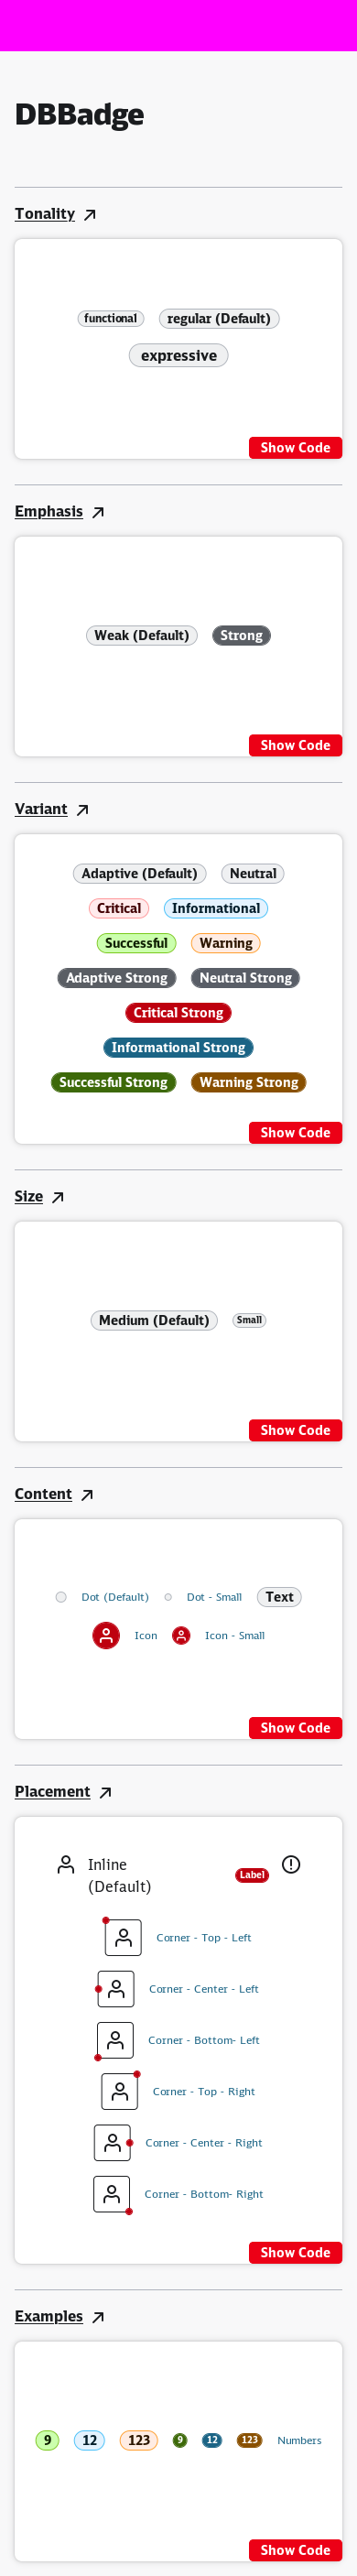 DBBadge
Tonality
functional regular (Default)
expressive
Show Code
Emphasis
Weak (Default) Strong
Show Code
Variant
Adaptive (Default) Neutral
Critical Informational
Successful Warning
Adaptive Strong Neutral Strong
Critical Strong
Informational Strong
Successful Strong Warning Strong
Show Code
Size
Medium (Default) Small
Show Code
Content
Dot (Default) Dot - Small Text
Icon Icon - Small
Show Code
Placement
Inline
(Default) Label
Corner - Top - Left
Corner - Center - Left
Corner - Bottom- Left
Corner - Top - Right
Corner - Center - Right
Corner - Bottom- Right
Show Code
Examples
9 12 123 9 12 123 Numbers
Show Code